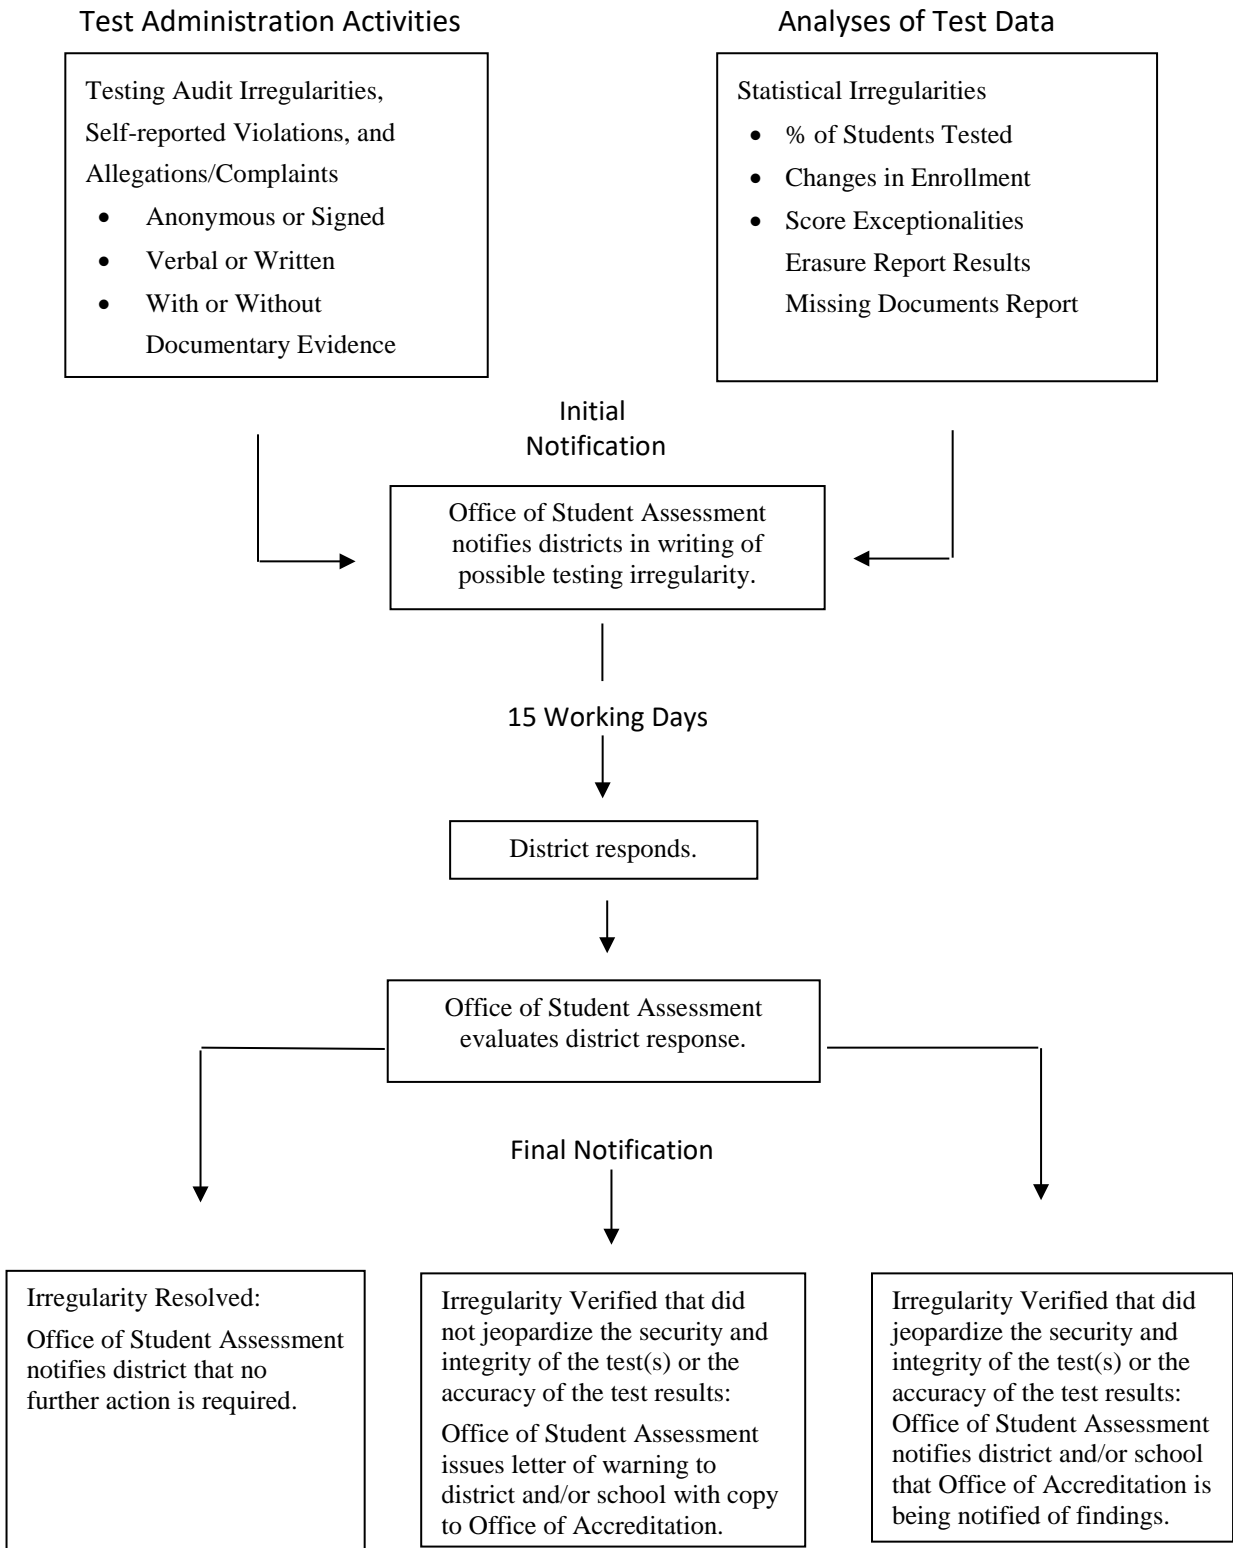 Test Administration Activities
Analyses of Test Data
Testing Audit Irregularities,
Self-reported Violations, and
Allegations/Complaints
• Anonymous or Signed
• Verbal or Written
• With or Without
Documentary Evidence
Statistical Irregularities
• % of Students Tested
• Changes in Enrollment
• Score Exceptionalities
Erasure Report Results
Missing Documents Report
Initial
Notification
Office of Student Assessment
notifies districts in writing of
possible testing irregularity.
15 Working Days
District responds.
Office of Student Assessment
evaluates district response.
Final Notification
Irregularity Resolved:
Office of Student Assessment
notifies district that no
further action is required.
Irregularity Verified that did
not jeopardize the security and
integrity of the test(s) or the
accuracy of the test results:
Office of Student Assessment
issues letter of warning to
district and/or school with copy
to Office of Accreditation.
Irregularity Verified that did
jeopardize the security and
integrity of the test(s) or the
accuracy of the test results:
Office of Student Assessment
notifies district and/or school
that Office of Accreditation is
being notified of findings.